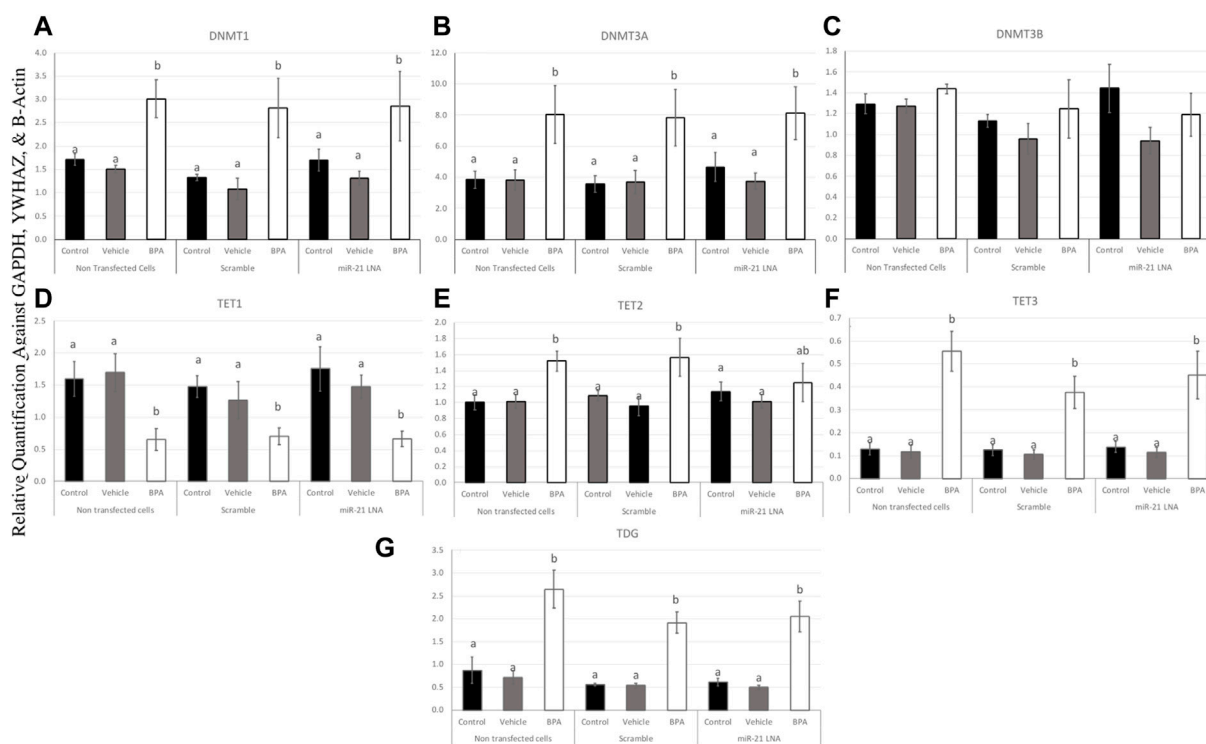 Relative Quantification Against GAPDH, YWHAZ, & B-Actin
A
DNMT1
4.0
3.5
3.0
2.5
2.0
1.5
1.0
0.5
0.0
a
a
b
a
a
b
a
a
b
Control Vehicle BPA Control Vehicle BPA Control Vehicle BPA
Non Transfected Cells Scramble miR-21 LNA
B
DNMT3A
10.0
8.0
6.0
4.0
2.0
0.0
a
a
b
a
a
b
a
a
b
Control Vehicle BPA Control Vehicle BPA Control Vehicle BPA
Non Transfected Cells Scramble miR-21 LNA
C
DNMT3B
1.8
1.6
1.4
1.2
1.0
0.8
0.6
0.4
0.2
0.0
Control Vehicle BPA Control Vehicle BPA Control Vehicle BPA
Non Transfected Cells Scramble miR-21 LNA
D
TET1
2.5
2.0
1.5
1.0
0.5
0.0
a
a
b
a
a
b
a
a
b
Control Vehicle BPA Control Vehicle BPA Control Vehicle BPA
Non transfected cells Scramble miR-21 LNA
E
TET2
2.0
1.8
1.6
1.4
1.2
1.0
0.8
0.6
0.4
0.2
0.0
a
a
b
a
a
b
a
a
ab
Control Vehicle BPA Control Vehicle BPA Control Vehicle BPA
Non transfected cells Scramble miR-21 LNA
F
TET3
0.7
0.6
0.5
0.4
0.3
0.2
0.1
0.0
a
a
b
a
a
b
a
a
b
Control Vehicle BPA Control Vehicle BPA Control Vehicle BPA
Non transfected cells Scramble miR-21 LNA
G
TDG
3.5
3.0
2.5
2.0
1.5
1.0
0.5
0.0
a
a
b
a
a
b
a
a
b
Control Vehicle BPA Control Vehicle BPA Control Vehicle BPA
Non transfected cells Scramble miR-21 LNA